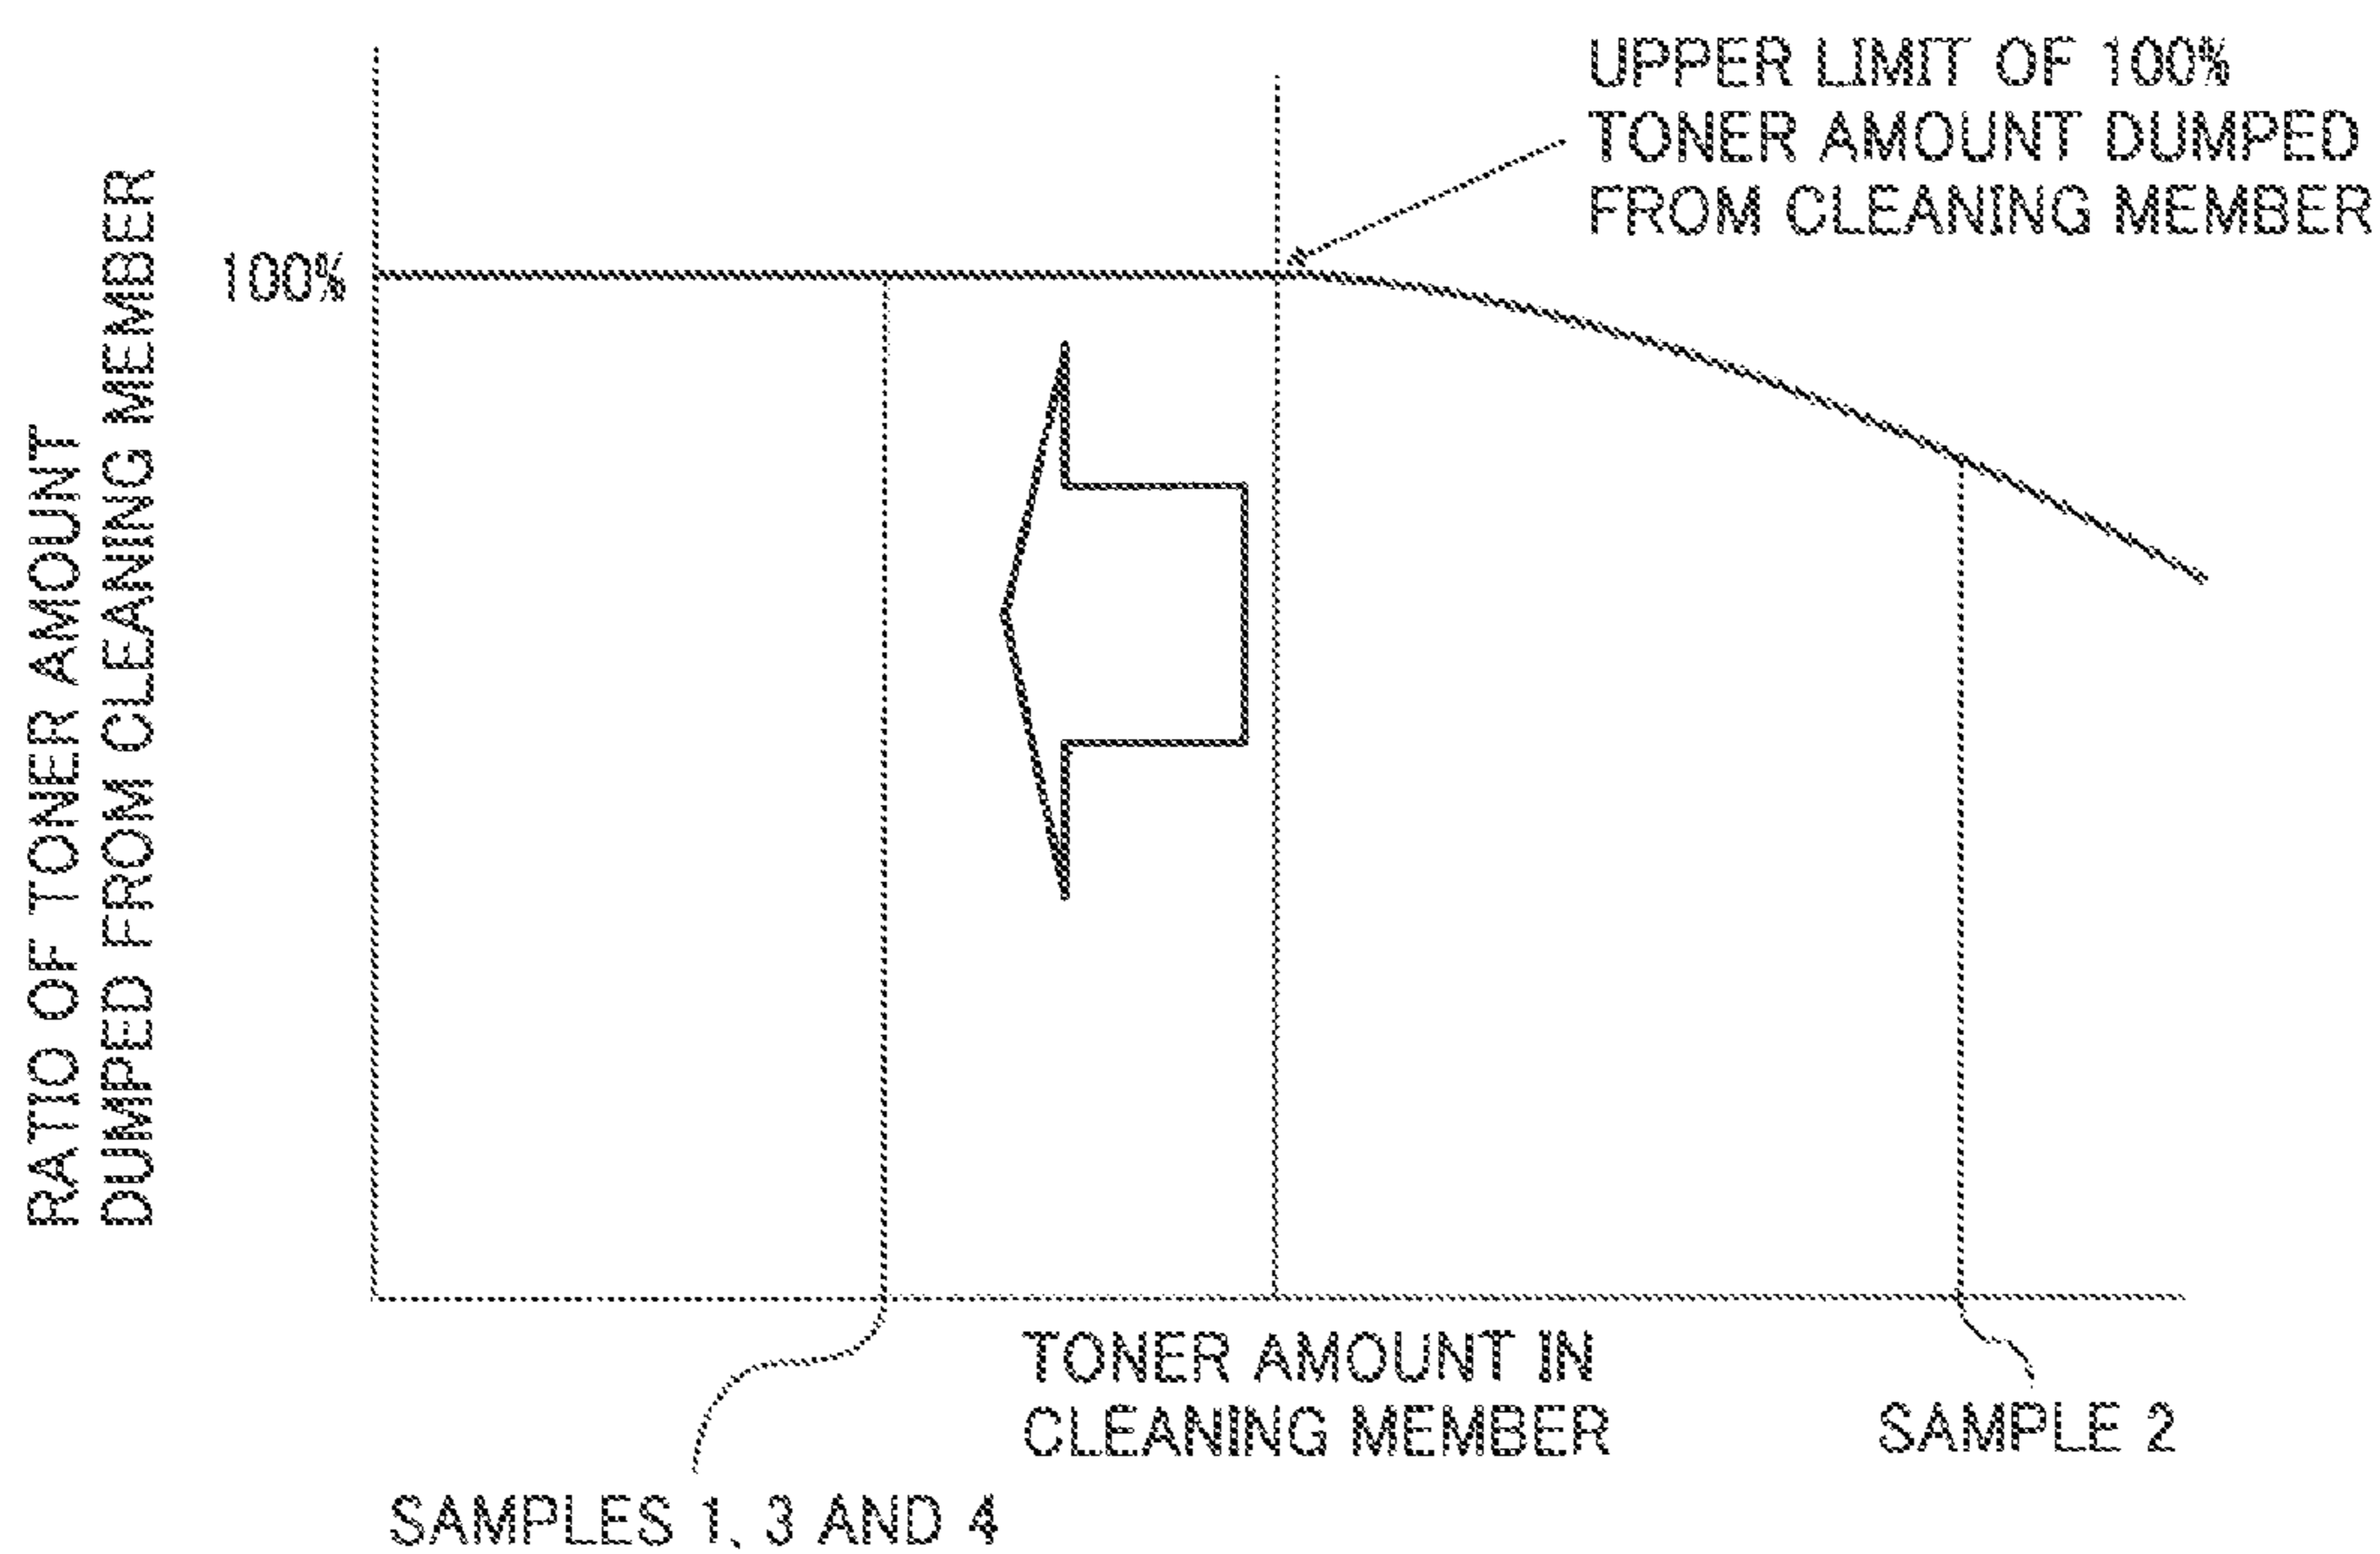 UPPER LIMIT OF 100%
TONER AMOUNT DUMPED
FROM CLEANING MEMBER
100%
RATIO OF TONER AMOUNT
DUMPED FROM CLEANING MEMBER
TONER AMOUNT IN
CLEANING MEMBER
SAMPLE 2
SAMPLES 1, 3 AND 4